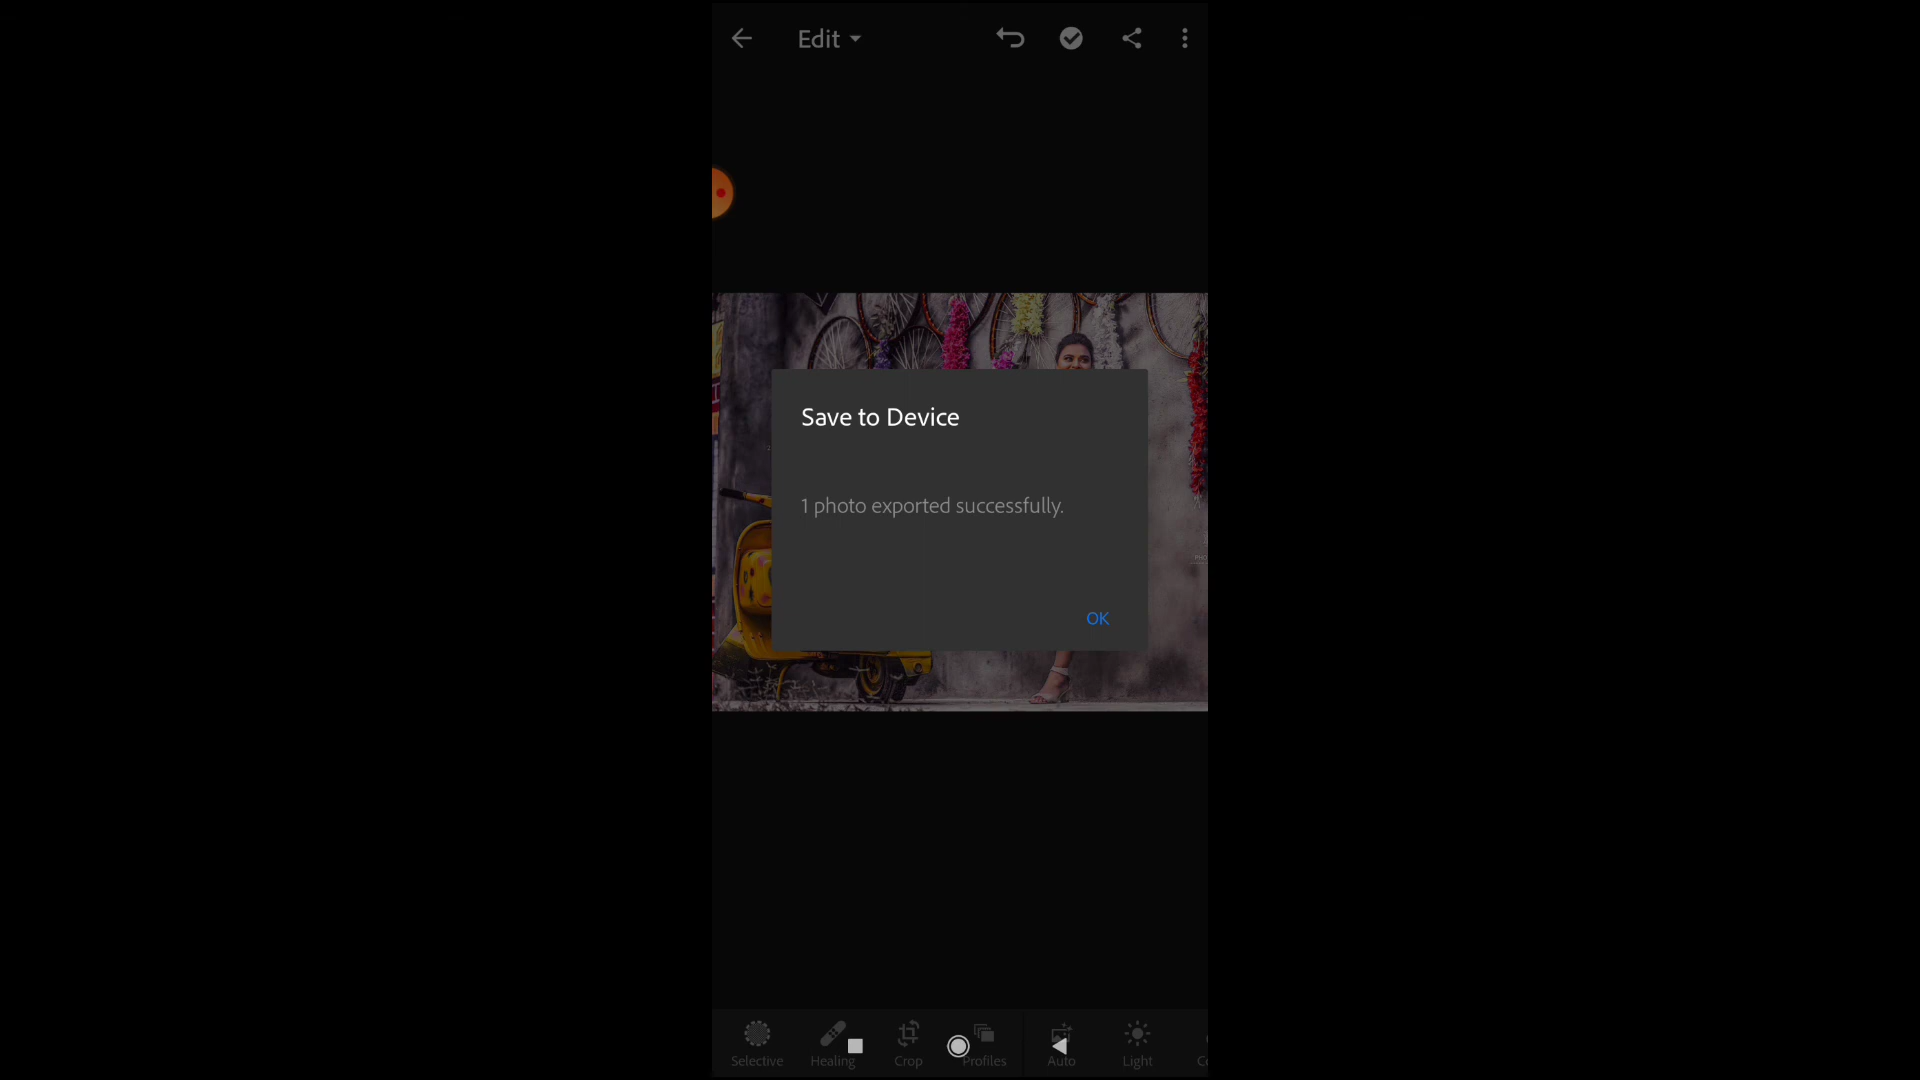 Edit
Save to Device
1 photo exported successfully.
OK
Selective
Healing
Crop
Profiles
Auto
Light